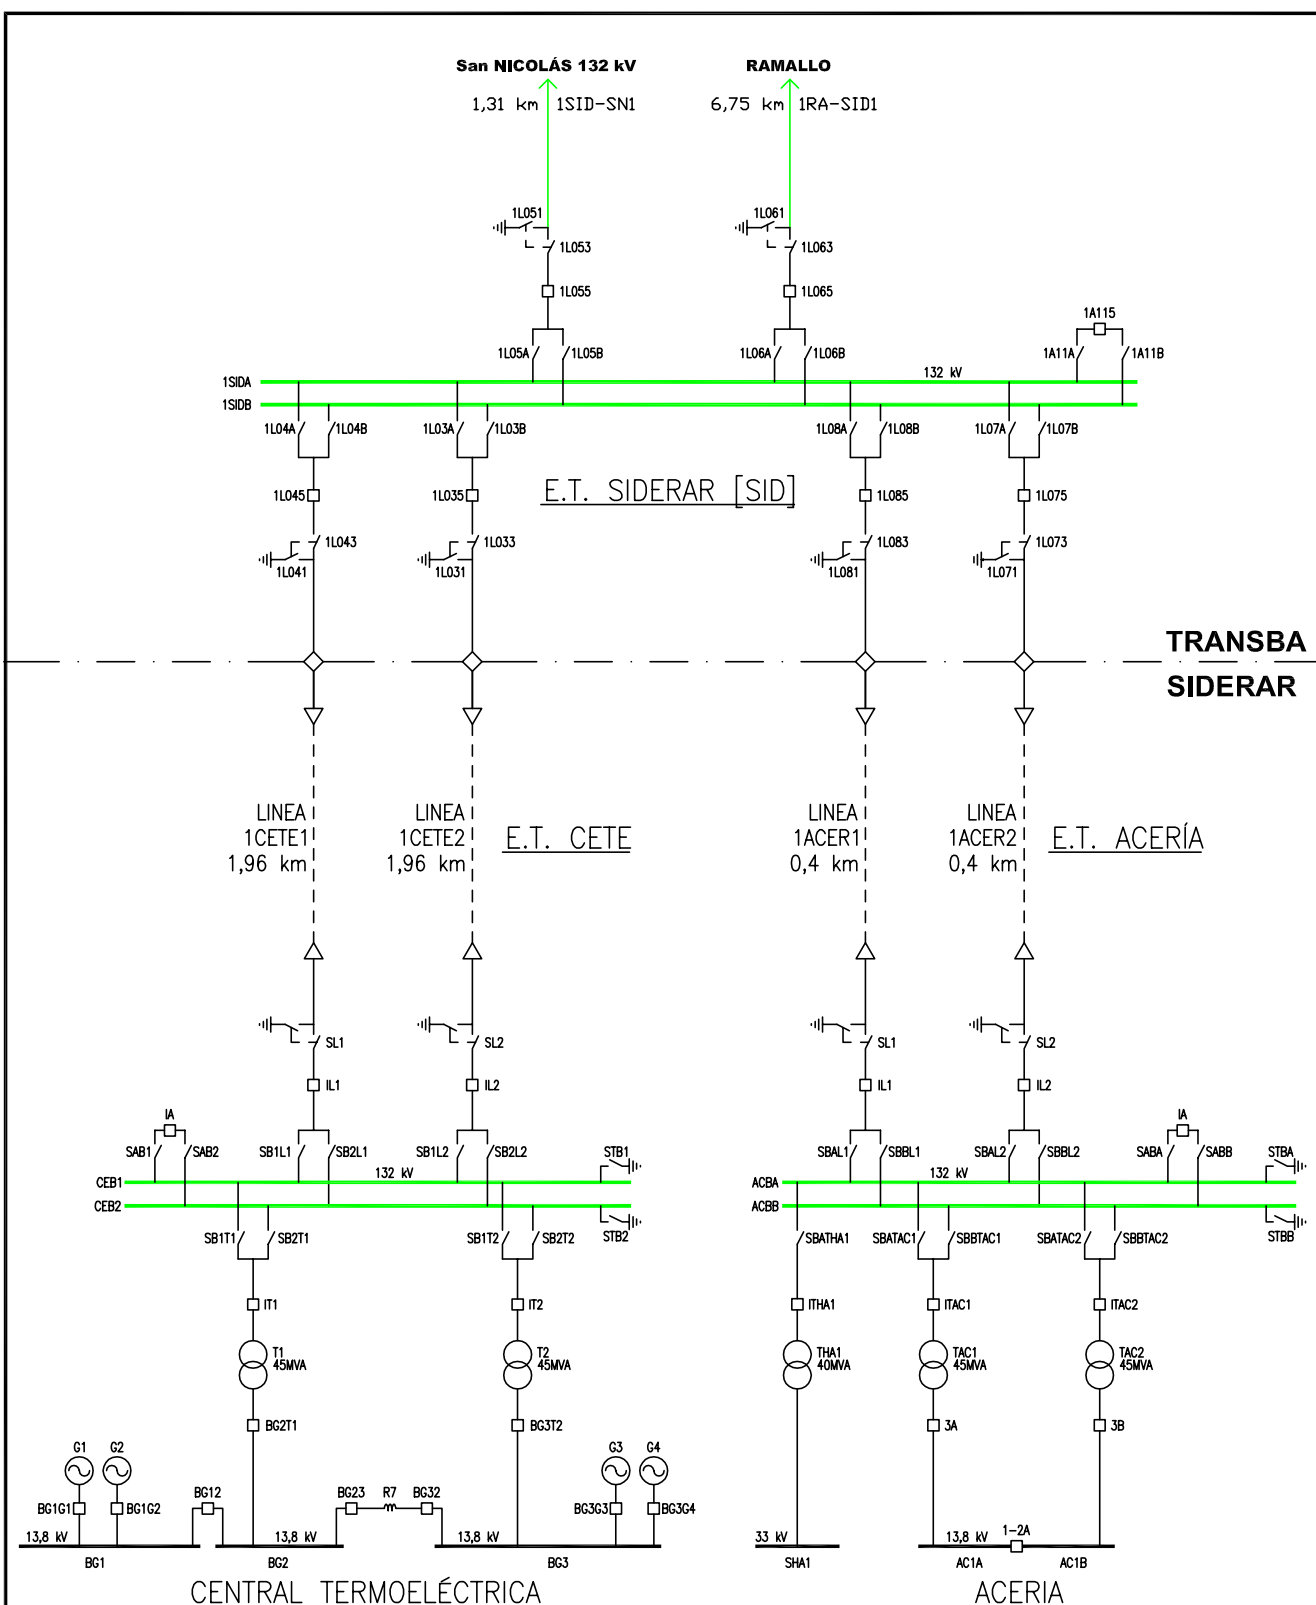 San NICOLÁS 132 kV
RAMALLO
1,31 km 1SID-SN1
6,75 km 1RA-SID1
1L051
1L061
1L053
1L063
1L055
1L065
1A115
1L05A 1L05B
1L06A 1L06B
1A11A 1A11B
1SIDA
132 kV
1SIDB
1L04A 1L04B
1L03A 1L03B
1L08A 1L08B
1L07A 1L07B
E.T. SIDERAR [SID]
1L045
1L035
1L085
1L075
1L043
1L033
1L083
1L073
1L041
1L031
1L081
1L071
TRANSBA
SIDERAR
LINEA
1CETE1
1,96 km
LINEA
1CETE2
1,96 km
E.T. CETE
LINEA
1ACER1
0,4 km
LINEA
1ACER2
0,4 km
E.T. ACERÍA
SL1
SL2
SL1
SL2
IL1
IL2
IL1
IL2
IA
IA
SAB1 SAB2
SB1L1 SB2L1
SB1L2 SB2L2
STB1
SBAL1 SBBL1
SBAL2 SBBL2
SABA SABB
STBA
132 kV
132 kV
CEB1
CEB2
ACBA
ACBB
SB1T1 SB2T1
SB1T2 SB2T2
STB2
SBATHA1
SBATAC1 SBBTAC1
SBATAC2 SBBTAC2
STBB
IT1
IT2
ITHA1
ITAC1
ITAC2
T1
45MVA
T2
45MVA
THA1
40MVA
TAC1
45MVA
TAC2
45MVA
BG2T1
BG3T2
3A
3B
G1
G2
G3
G4
BG12
BG23
R7
BG32
BG1G1
BG1G2
BG3G3
BG3G4
13,8 kV
13,8 kV
13,8 kV
33 kV
13,8 kV
1-2A
BG1
BG2
BG3
SHA1
AC1A
AC1B
CENTRAL TERMOELÉCTRICA
ACERIA